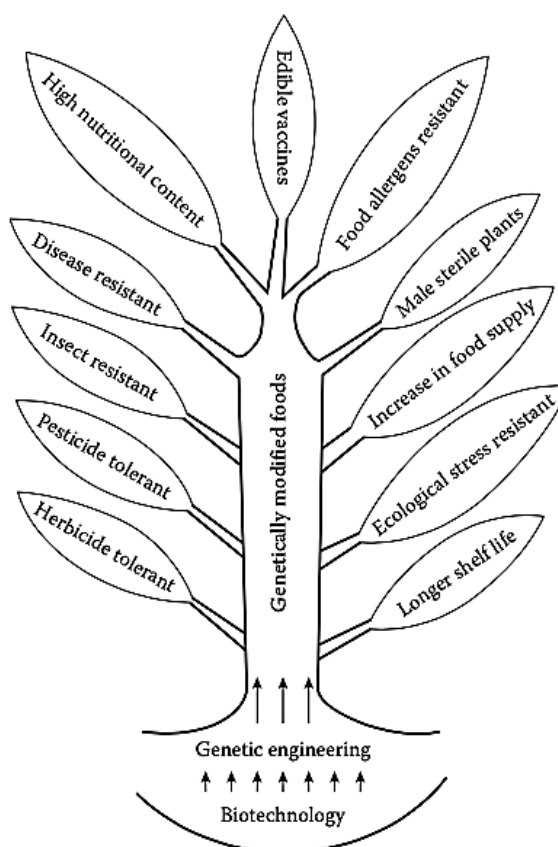 Edible vaccines
High nutritional content
Food allergens resistant
Disease resistant
Male sterile plants
Insect resistant
Increase in food supply
Pesticide tolerant
Ecological stress resistant
Herbicide tolerant
Longer shelf life
Genetically modified foods
Genetic engineering
Biotechnology